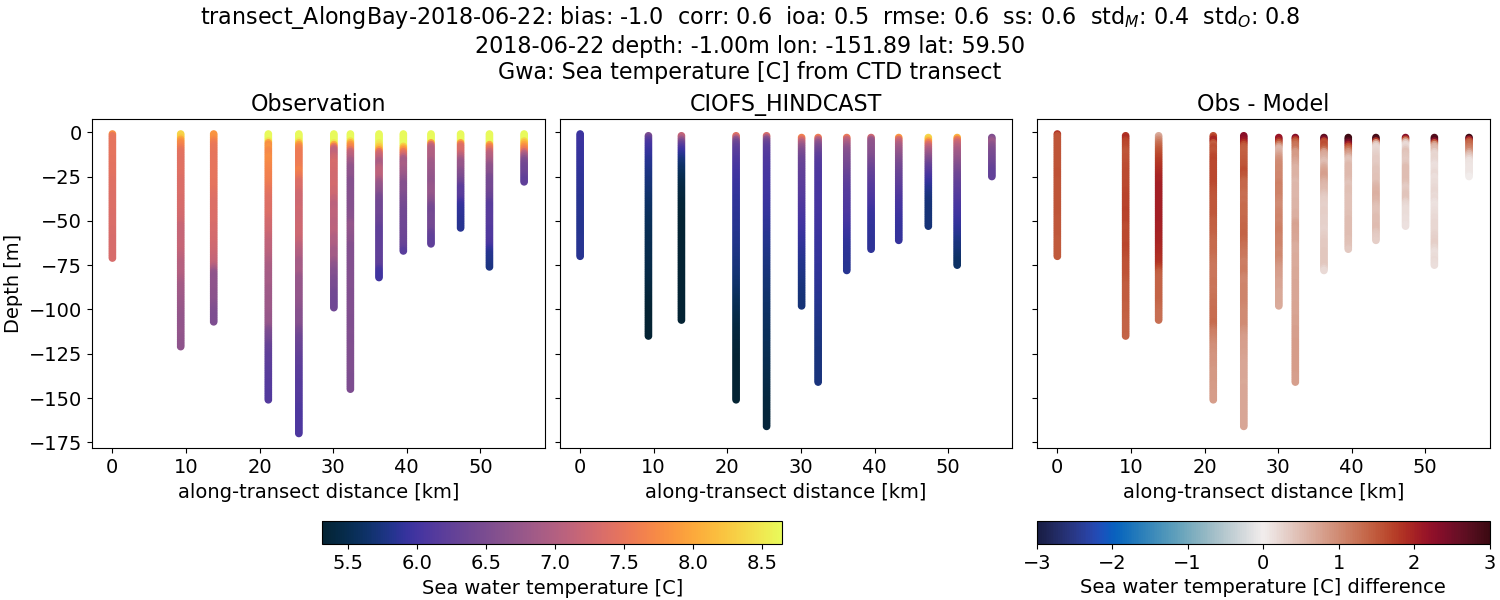 transect_AlongBay-2018-06-22: bias: -1.0  corr: 0.6  ioa: 0.5  rmse: 0.6  ss: 0.6  std_M: 0.4  std_O: 0.8
2018-06-22 depth: -1.00m lon: -151.89 lat: 59.50
Gwa: Sea temperature [C] from CTD transect
Observation
CIOFS_HINDCAST
Obs - Model
Depth [m]
0
−25
−50
−75
−100
−125
−150
−175
0 10 20 30 40 50
along-transect distance [km]
0 10 20 30 40 50
along-transect distance [km]
0 10 20 30 40 50
along-transect distance [km]
5.5 6.0 6.5 7.0 7.5 8.0 8.5
Sea water temperature [C]
−3 −2 −1 0 1 2 3
Sea water temperature [C] difference